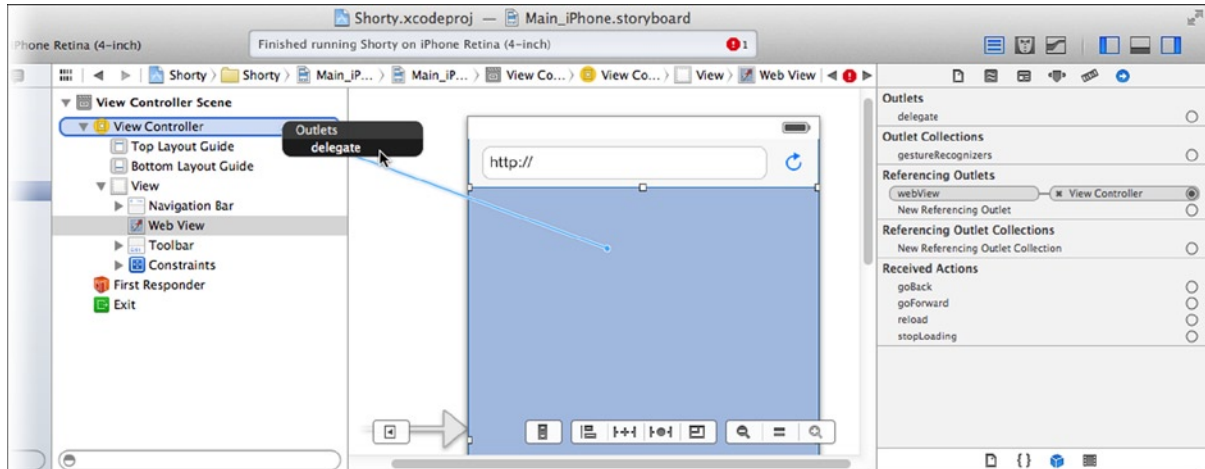 Shorty.xcodeproj — Main_iPhone.storyboard
iPhone Retina (4-inch)
Finished running Shorty on iPhone Retina (4-inch)
1
Shorty
Shorty
Main_iP...
Main_iP...
View Co...
View Co...
View
Web View
View Controller Scene
View Controller
Top Layout Guide
Bottom Layout Guide
View
Navigation Bar
Web View
Toolbar
Constraints
First Responder
Exit
Outlets
delegate
http://
Outlets
delegate
Outlet Collections
gestureRecognizers
Referencing Outlets
webView
View Controller
New Referencing Outlet
Referencing Outlet Collections
New Referencing Outlet Collection
Received Actions
goBack
goForward
reload
stopLoading